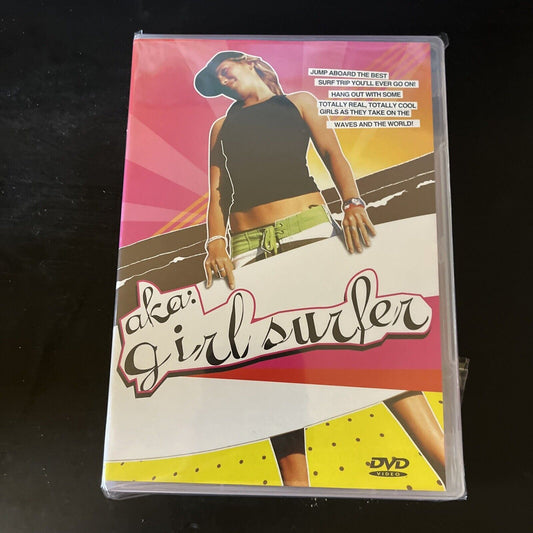 JUMP ABOARD THE BEST
SURF TRIP YOU'LL EVER GO ON!
HANG OUT WITH SOME
TOTALLY REAL, TOTALLY COOL
GIRLS AS THEY TAKE ON THE
WAVES AND THE WORLD!
aka:
girl surfer
DVD
VIDEO